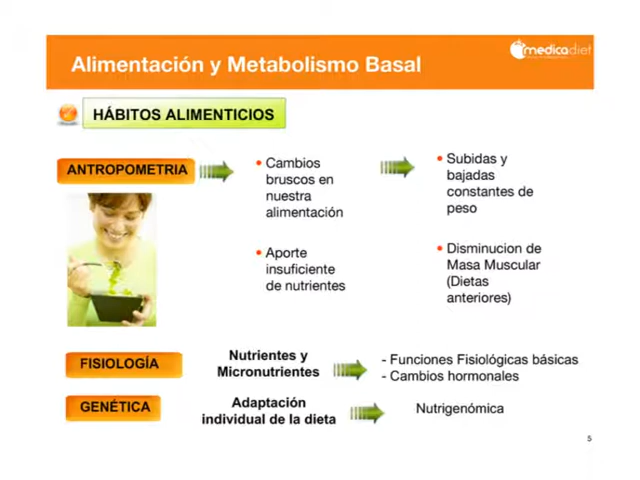 medicadiet
Alimentación y Metabolismo Basal
HÁBITOS ALIMENTICIOS
ANTROPOMETRIA
• Cambios
bruscos en
nuestra
alimentación
• Subidas y
bajadas
constantes de
peso
• Aporte
insuficiente
de nutrientes
• Disminucion de
Masa Muscular
(Dietas
anteriores)
FISIOLOGÍA
Nutrientes y
Micronutrientes
- Funciones Fisiológicas básicas
- Cambios hormonales
GENÉTICA
Adaptación
individual de la dieta
Nutrigenómica
5